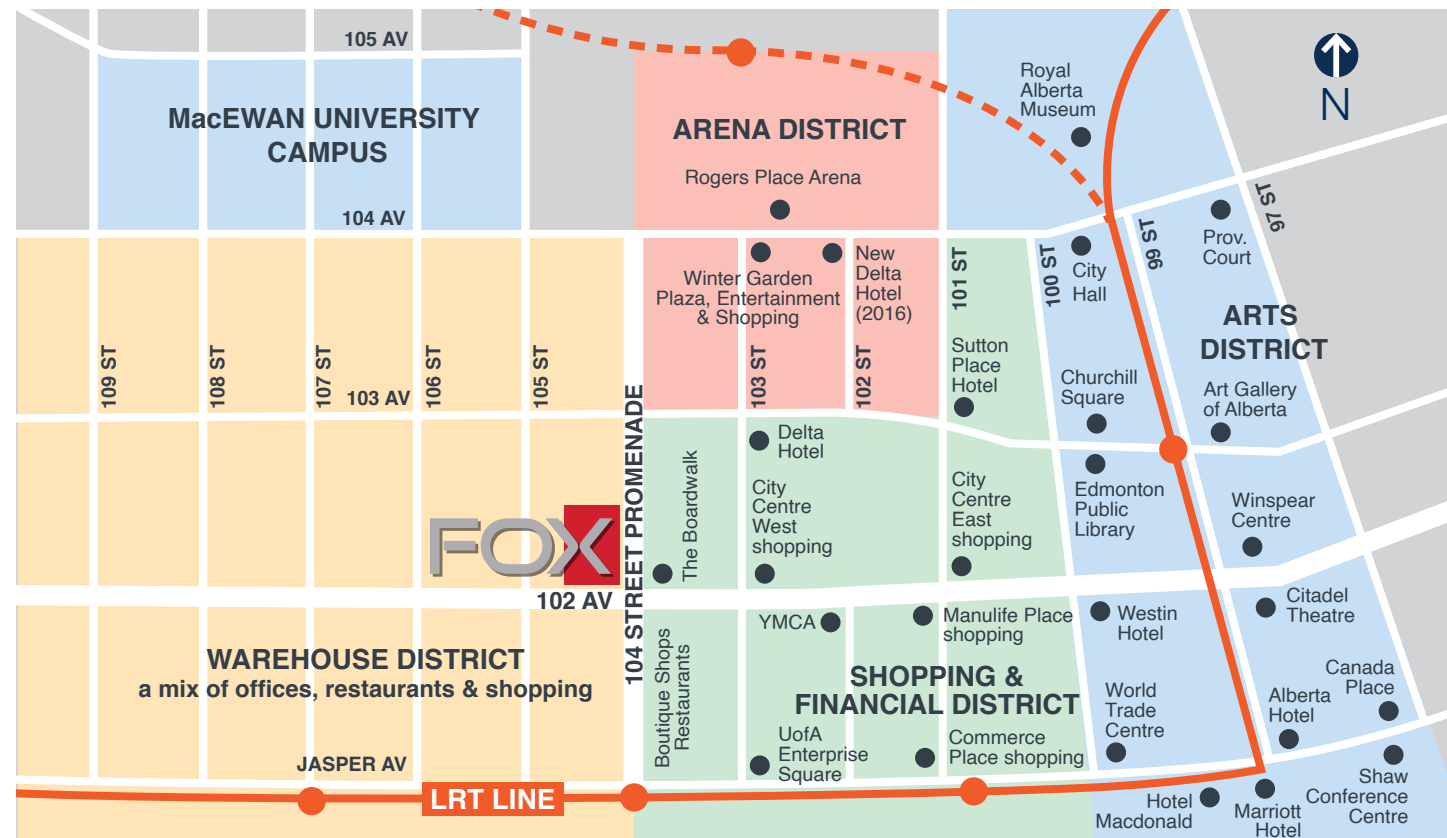 105 AV
MacEWAN UNIVERSITY
CAMPUS
104 AV
ARENA DISTRICT
Rogers Place Arena
Royal
Alberta
Museum
N
97 ST
99 ST
Prov.
Court
Winter Garden
Plaza, Entertainment
& Shopping
New
Delta
Hotel
(2016)
101 ST
100 ST
City
Hall
ARTS
DISTRICT
109 ST
108 ST
107 ST
103 AV
106 ST
105 ST
104 STREET PROMENADE
103 ST
102 ST
Sutton
Place
Hotel
Churchill
Square
Art Gallery
of Alberta
Delta
Hotel
The Boardwalk
City
Centre
West
shopping
City
Centre
East
shopping
Edmonton
Public
Library
Winspear
Centre
FOX
102 AV
YMCA
Manulife Place
shopping
Westin
Hotel
Citadel
Theatre
WAREHOUSE DISTRICT
a mix of offices, restaurants & shopping
Boutique Shops
Restaurants
SHOPPING &
FINANCIAL DISTRICT
World
Trade
Centre
Alberta
Hotel
Canada
Place
UofA
Enterprise
Square
Commerce
Place shopping
JASPER AV
LRT LINE
Hotel
Macdonald
Marriott
Hotel
Shaw
Conference
Centre